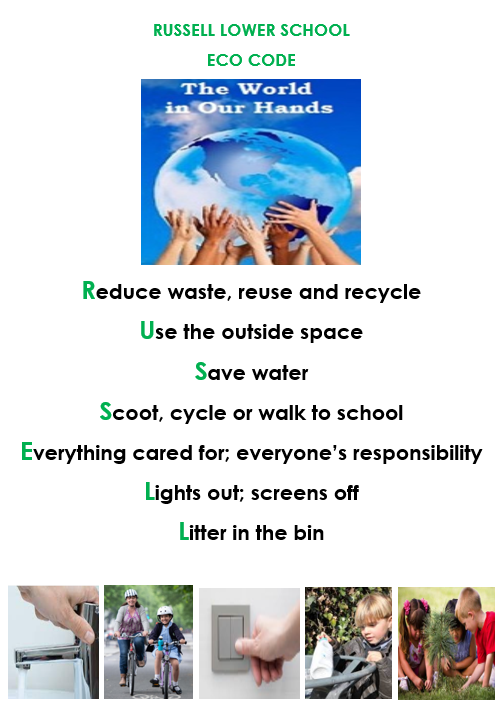 RUSSELL LOWER SCHOOL
ECO CODE
The World
in Our Hands
Reduce waste, reuse and recycle
Use the outside space
Save water
Scoot, cycle or walk to school
Everything cared for; everyone’s responsibility
Lights out; screens off
Litter in the bin